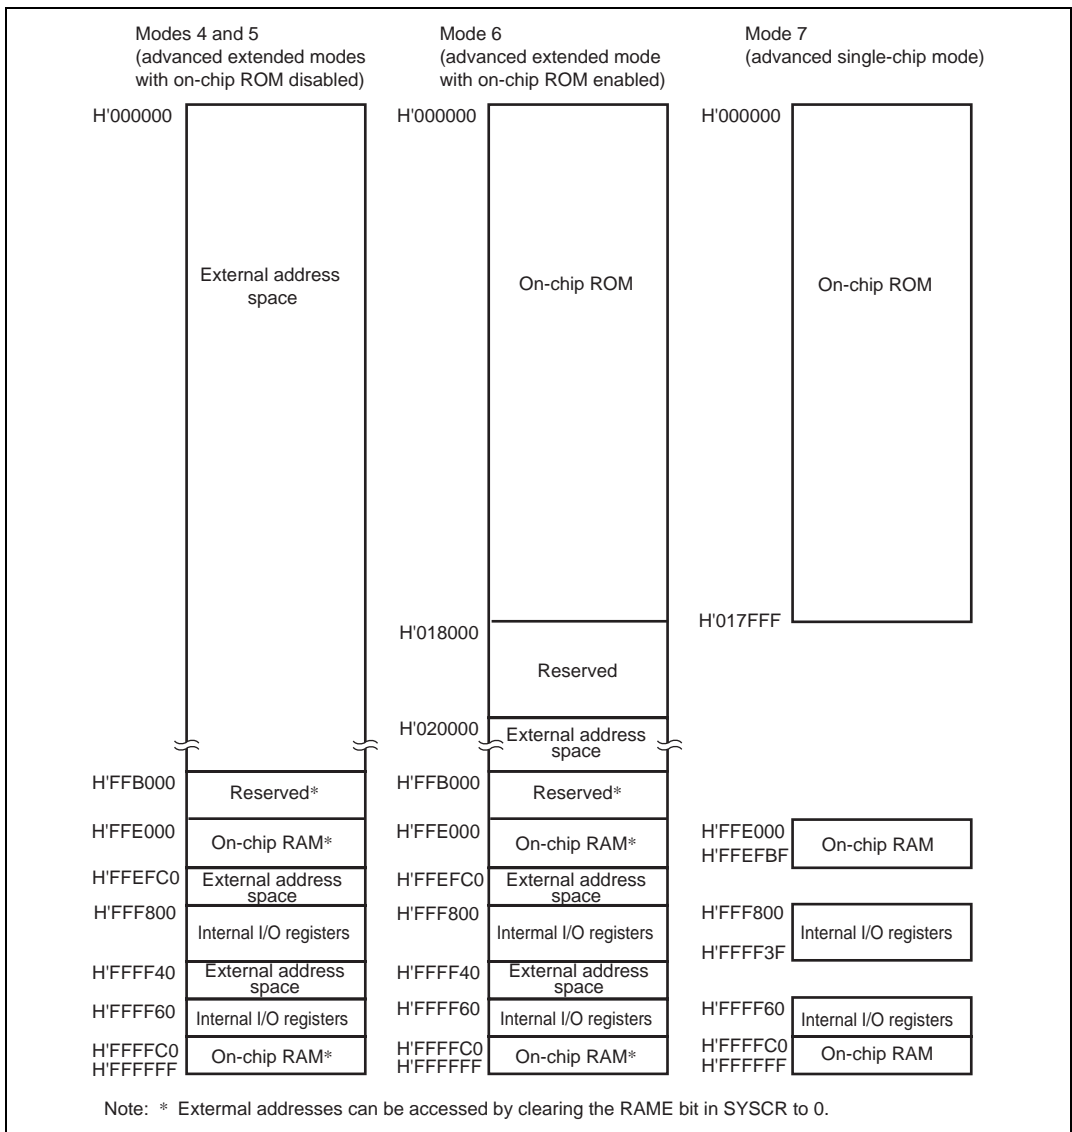 Modes 4 and 5
(advanced extended modes
with on-chip ROM disabled)
H'000000
External address
space
H'FFB000
Reserved*
H'FFE000
On-chip RAM*
H'FFEFC0
External address
space
H'FFF800
Internal I/O registers
H'FFFF40
External address
space
H'FFFF60
Internal I/O registers
H'FFFFC0
On-chip RAM*
H'FFFFFF
Mode 6
(advanced extended mode
with on-chip ROM enabled)
H'000000
On-chip ROM
H'018000
Reserved
H'020000
External address
space
H'FFB000
Reserved*
H'FFE000
On-chip RAM*
H'FFEFC0
External address
space
H'FFF800
Intermal I/O registers
H'FFFF40
External address
space
H'FFFF60
Internal I/O registers
H'FFFFC0
On-chip RAM*
H'FFFFFF
Mode 7
(advanced single-chip mode)
H'000000
On-chip ROM
H'017FFF
H'FFE000
On-chip RAM
H'FFEFBF
H'FFF800
Internal I/O registers
H'FFFF3F
H'FFFF60
Internal I/O registers
H'FFFFC0
On-chip RAM
H'FFFFFF
Note: * Extermal addresses can be accessed by clearing the RAME bit in SYSCR to 0.